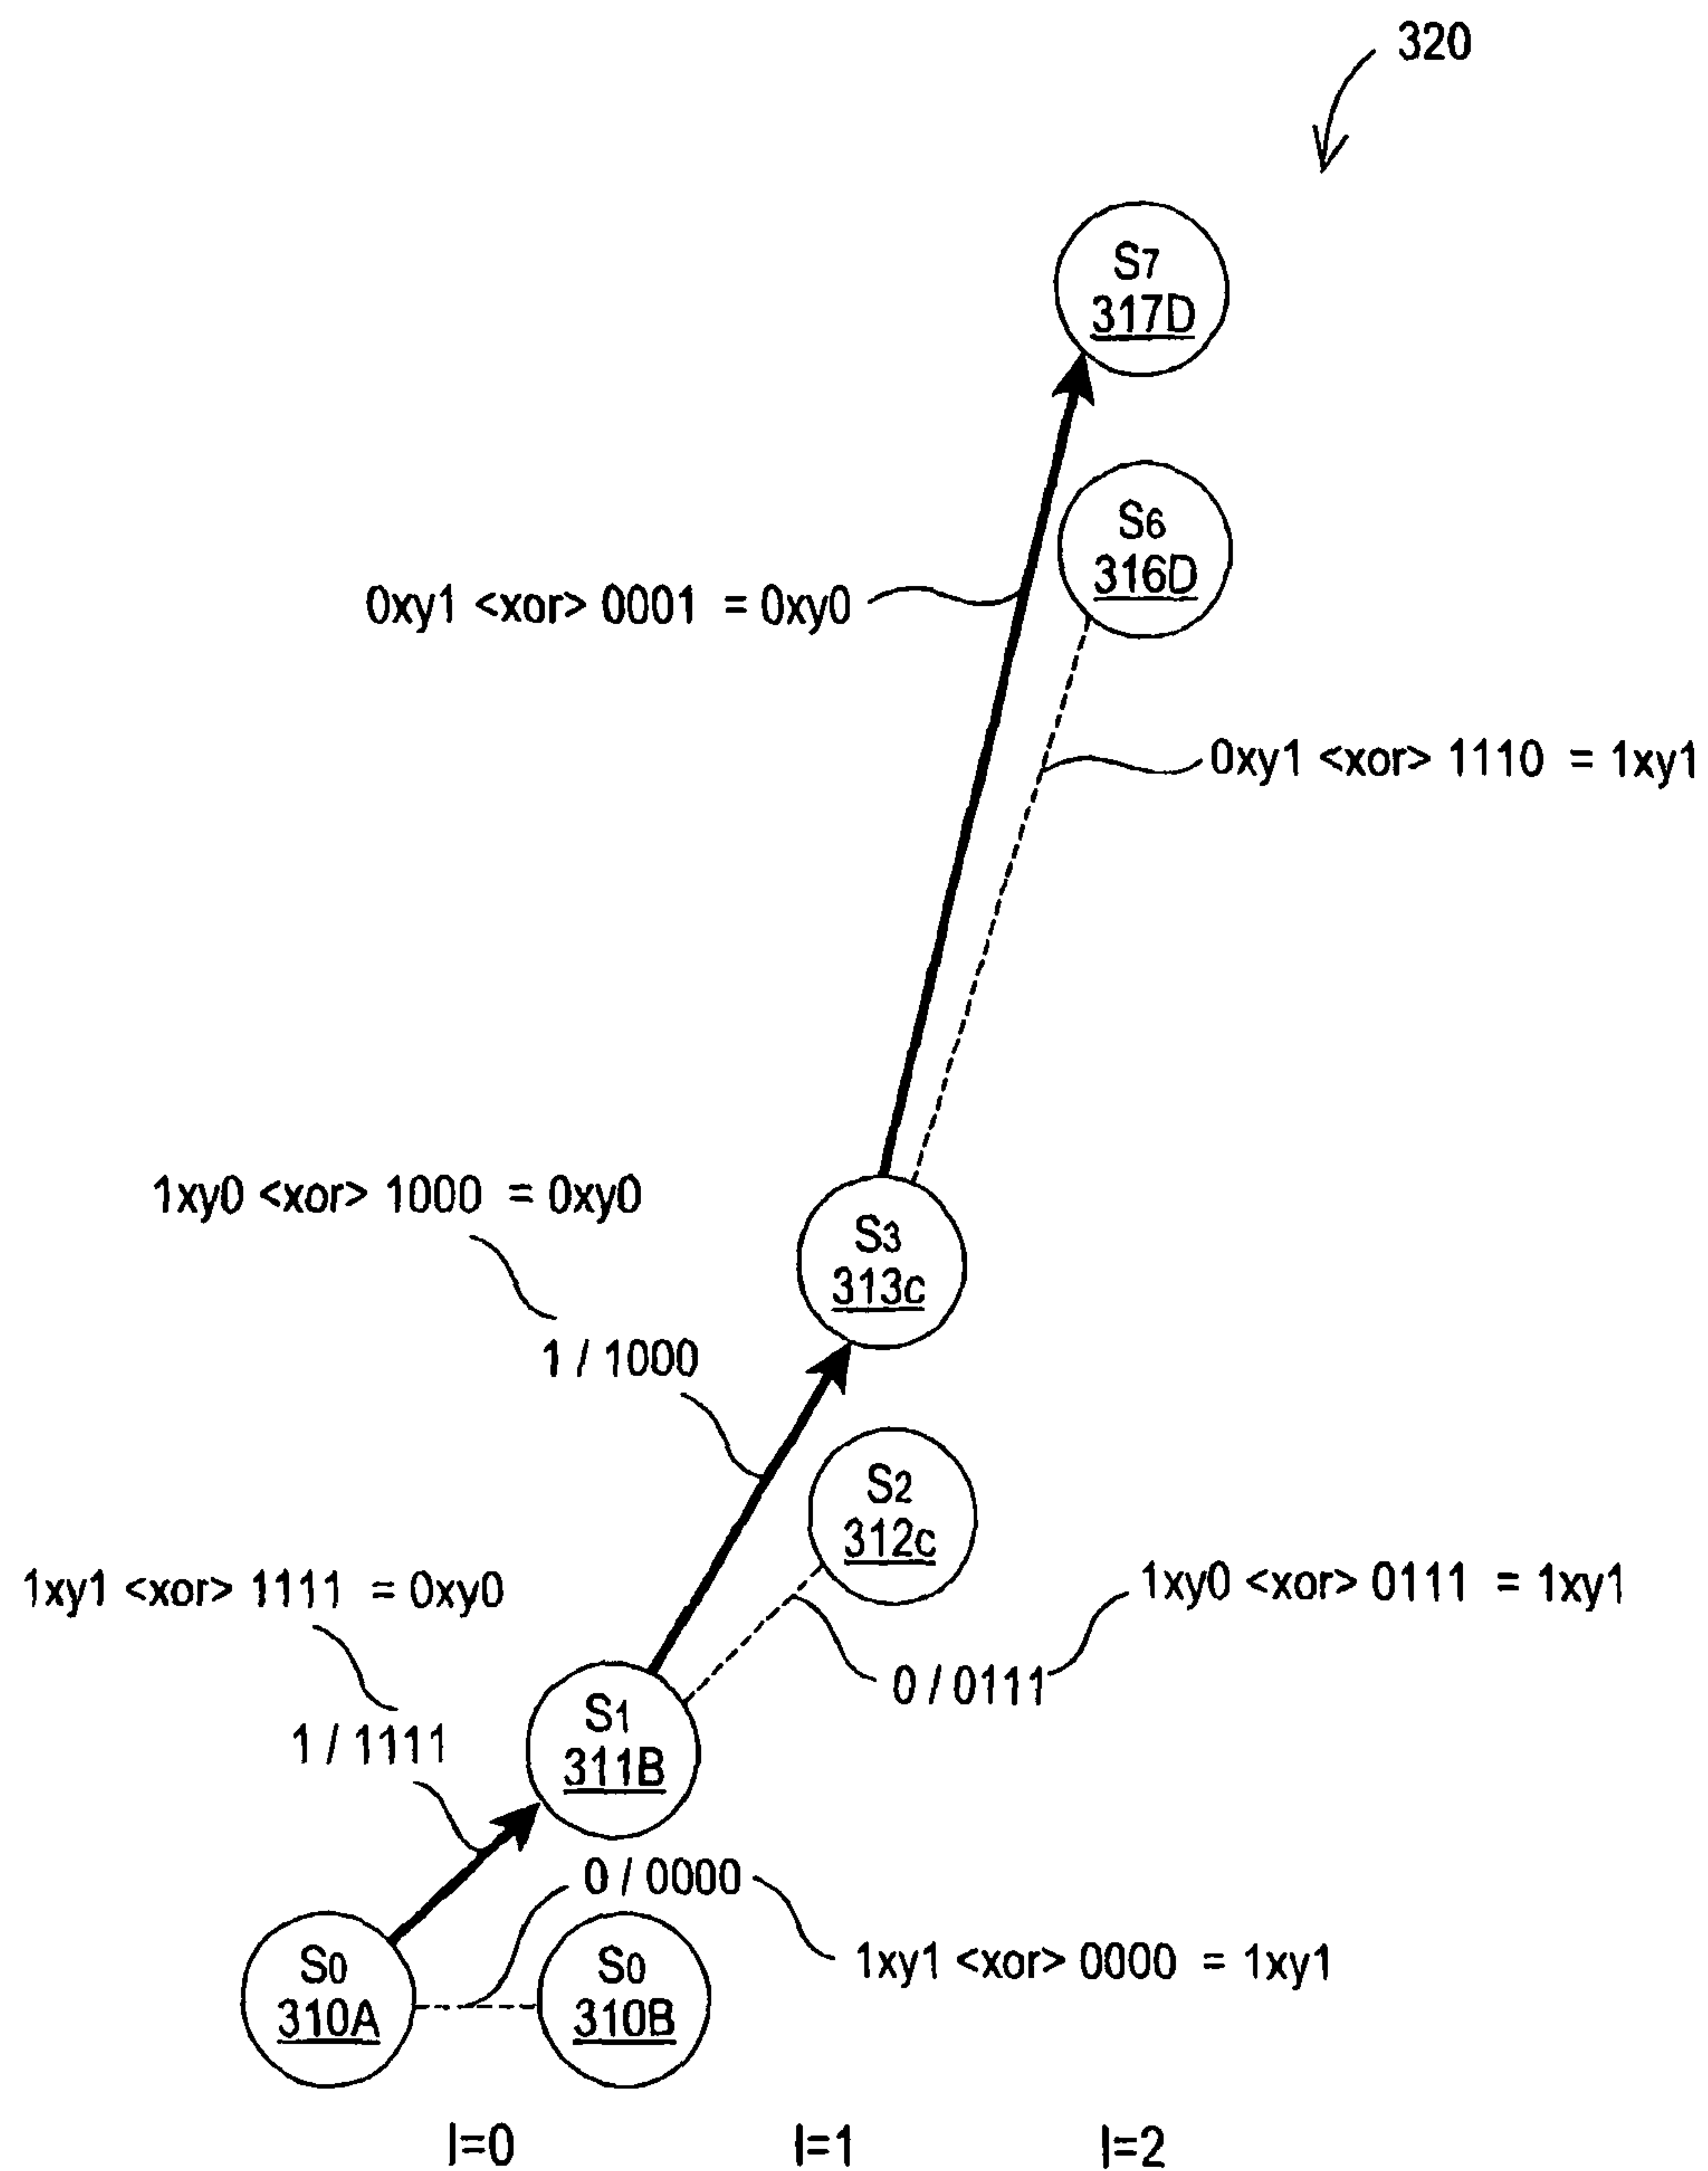 320
S7
317D
S6
316D
0xy1 <xor> 0001 = 0xy0
0xy1 <xor> 1110 = 1xy1
1xy0 <xor> 1000 = 0xy0
S3
313c
1 / 1000
S2
312c
1xy1 <xor> 1111 = 0xy0
1xy0 <xor> 0111 = 1xy1
0 / 0111
S1
311B
1 / 1111
0 / 0000
1xy1 <xor> 0000 = 1xy1
S0
310A
S0
310B
I=0 I=1 I=2